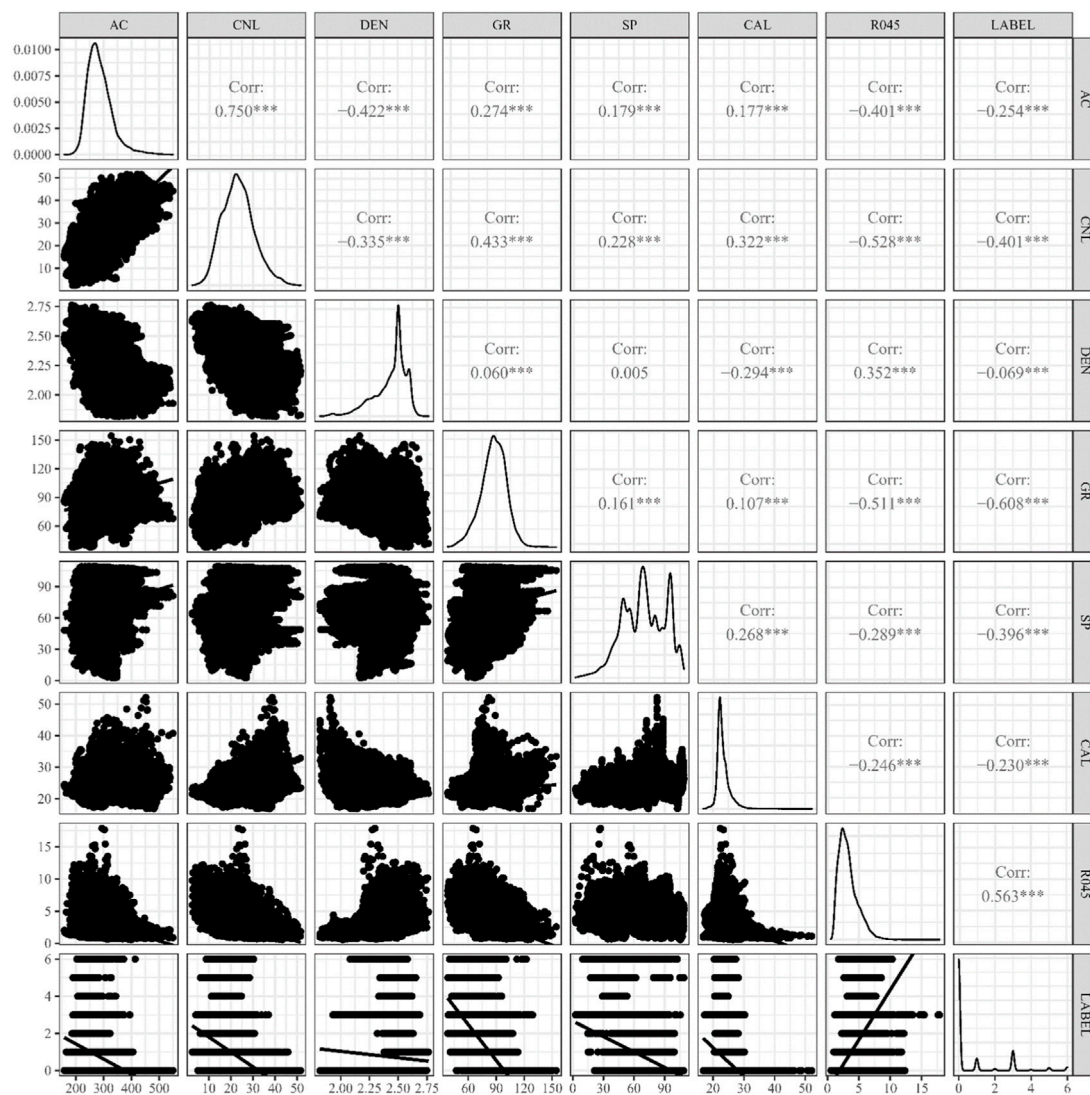 AC CNL DEN GR SP CAL R045 LABEL
0.0100
0.0075
0.0050
0.0025
0.0000
Corr: Corr: Corr: Corr: Corr: Corr: Corr:
0.750*** −0.422*** 0.274*** 0.179*** 0.177*** −0.401*** −0.254***
AC
50
40
30
20
10
Corr: Corr: Corr: Corr: Corr: Corr:
−0.335*** 0.433*** 0.228*** 0.322*** −0.528*** −0.401***
CNL
2.75
2.50
2.25
2.00
Corr: Corr: Corr: Corr: Corr:
0.060*** 0.005 −0.294*** 0.352*** −0.069***
DEN
150
120
90
60
Corr: Corr: Corr: Corr:
0.161*** 0.107*** −0.511*** −0.608***
GR
90
60
30
0
Corr: Corr: Corr:
0.268*** −0.289*** −0.396***
SP
50
40
30
20
Corr: Corr:
−0.246*** −0.230***
CAL
15
10
5
0
Corr:
0.563***
R045
6
4
2
0
LABEL
200 300 400 500 10 20 30 40 50 2.00 2.25 2.50 2.75 60 90 120 150 0 30 60 90 20 30 40 50 0 5 10 15 0 2 4 6